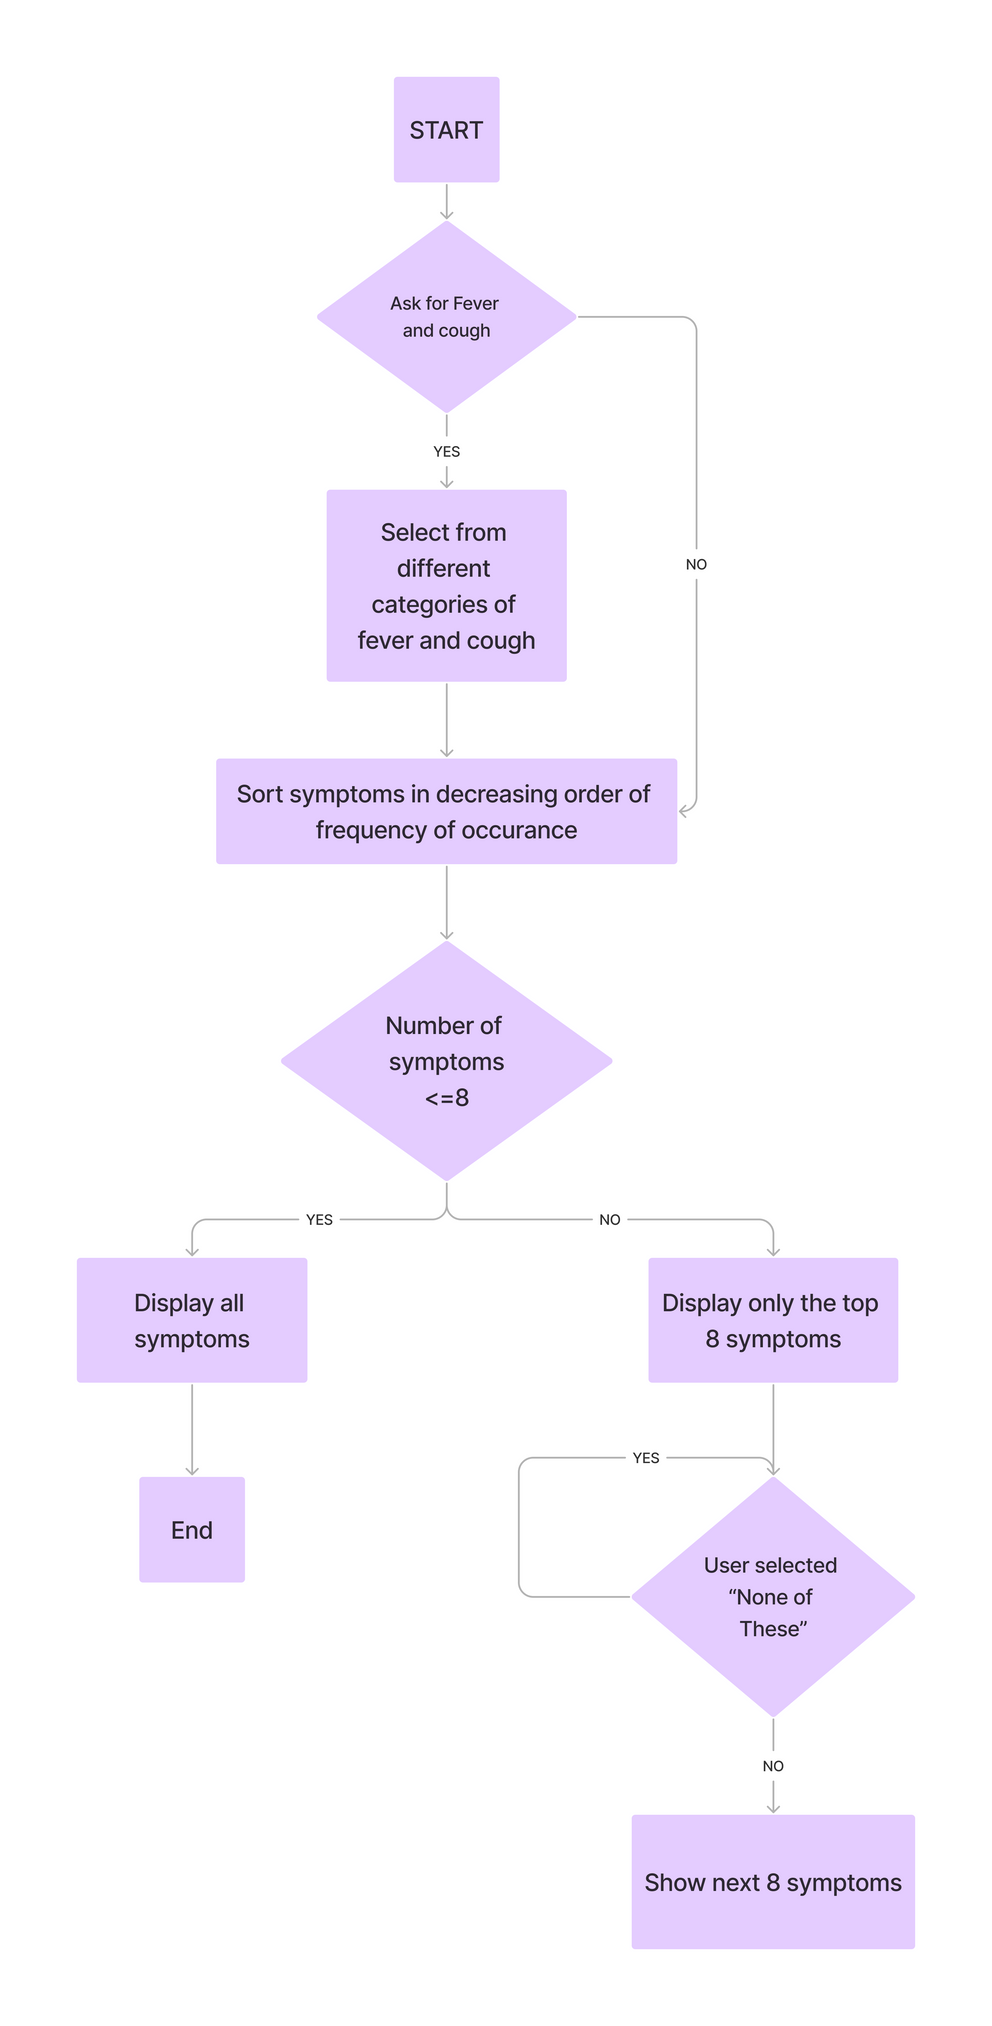 START
Ask for Fever
and cough
YES
Select from
different
categories of
fever and cough
NO
Sort symptoms in decreasing order of
frequency of occurance
Number of
symptoms
<=8
YES
NO
Display all
symptoms
Display only the top
8 symptoms
YES
End
User selected
“None of
These”
NO
Show next 8 symptoms